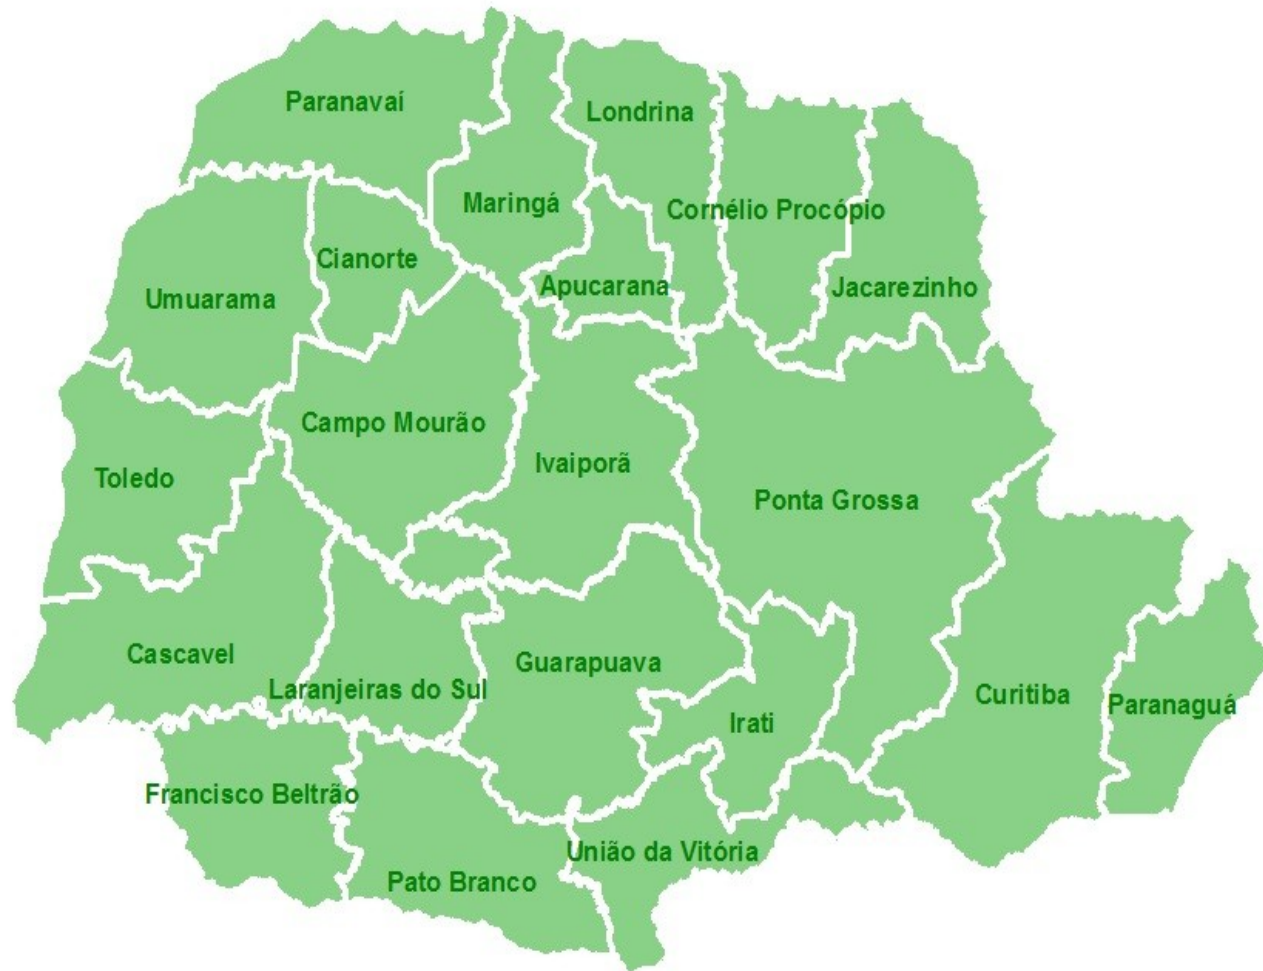 Paranavaí
Londrina
Maringá
Cornélio Procópio
Cianorte
Apucarana
Jacarezinho
Umuarama
Campo Mourão
Ivaiporã
Toledo
Ponta Grossa
Cascavel
Guarapuava
Laranjeiras do Sul
Curitiba
Paranaguá
Irati
Francisco Beltrão
União da Vitória
Pato Branco